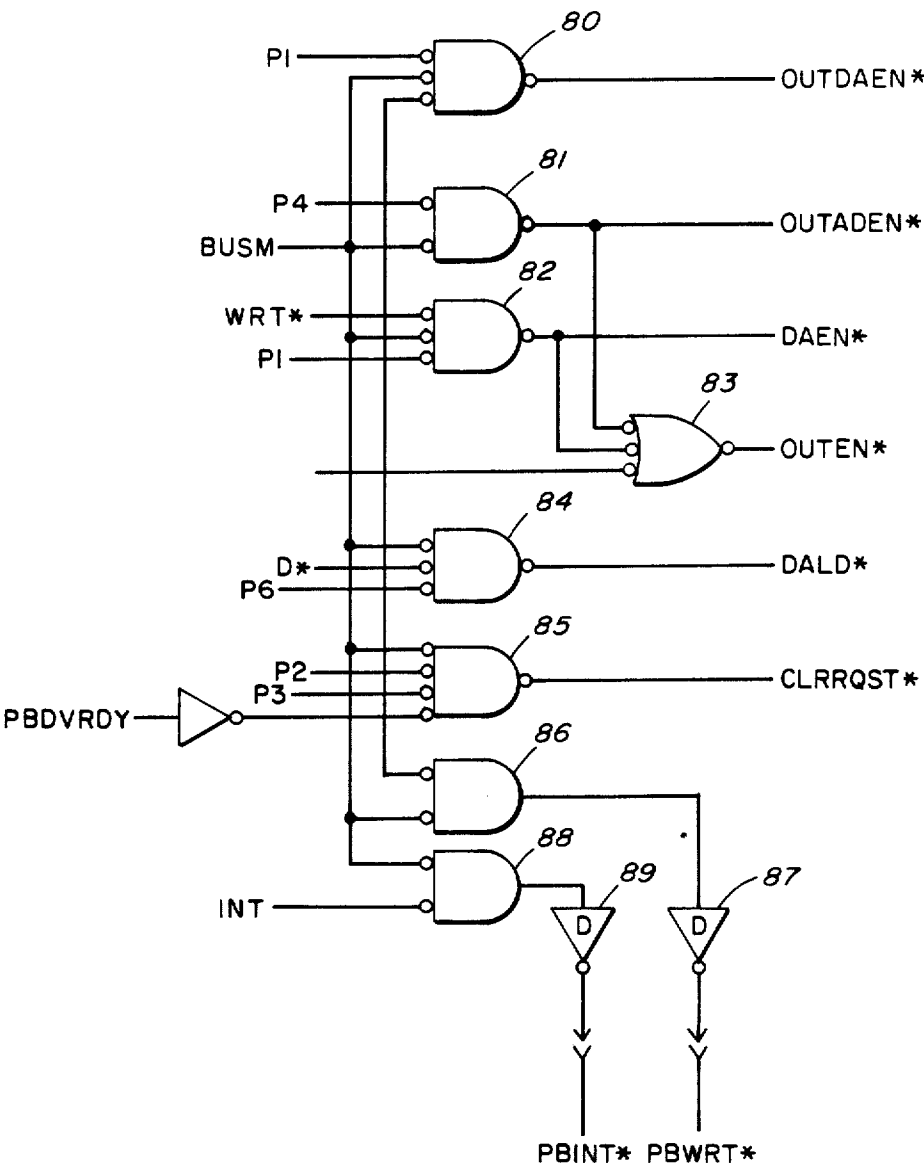 80
P1
OUTDAEN*
81
P4
OUTADEN*
BUSM
82
WRT*
DAEN*
P1
83
OUTEN*
84
D*
DALD*
P6
85
P2
P3
CLRRQST*
PBDVRDY
86
88
89
87
INT
D
D
PBINT* PBWRT*